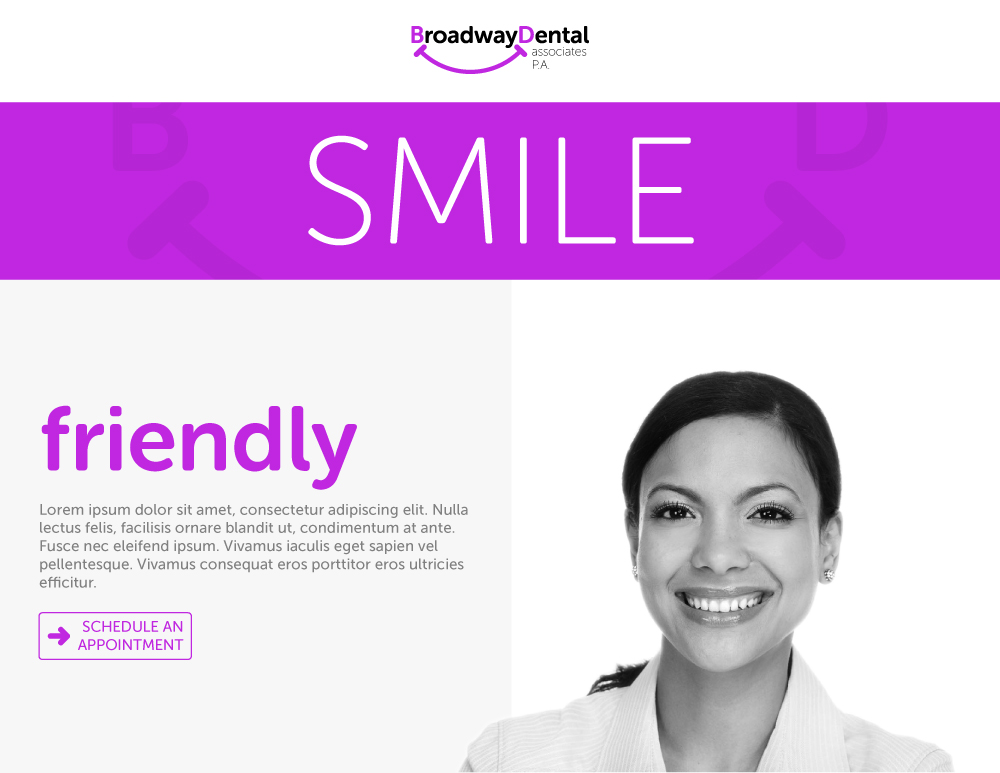 BroadwayDental
associates
P.A.
B D
SMILE
friendly
Lorem ipsum dolor sit amet, consectetur adipiscing elit. Nulla
lectus felis, facilisis ornare blandit ut, condimentum at ante.
Fusce nec eleifend ipsum. Vivamus iaculis eget sapien vel
pellentesque. Vivamus consequat eros porttitor eros ultricies
efficitur.
SCHEDULE AN
APPOINTMENT